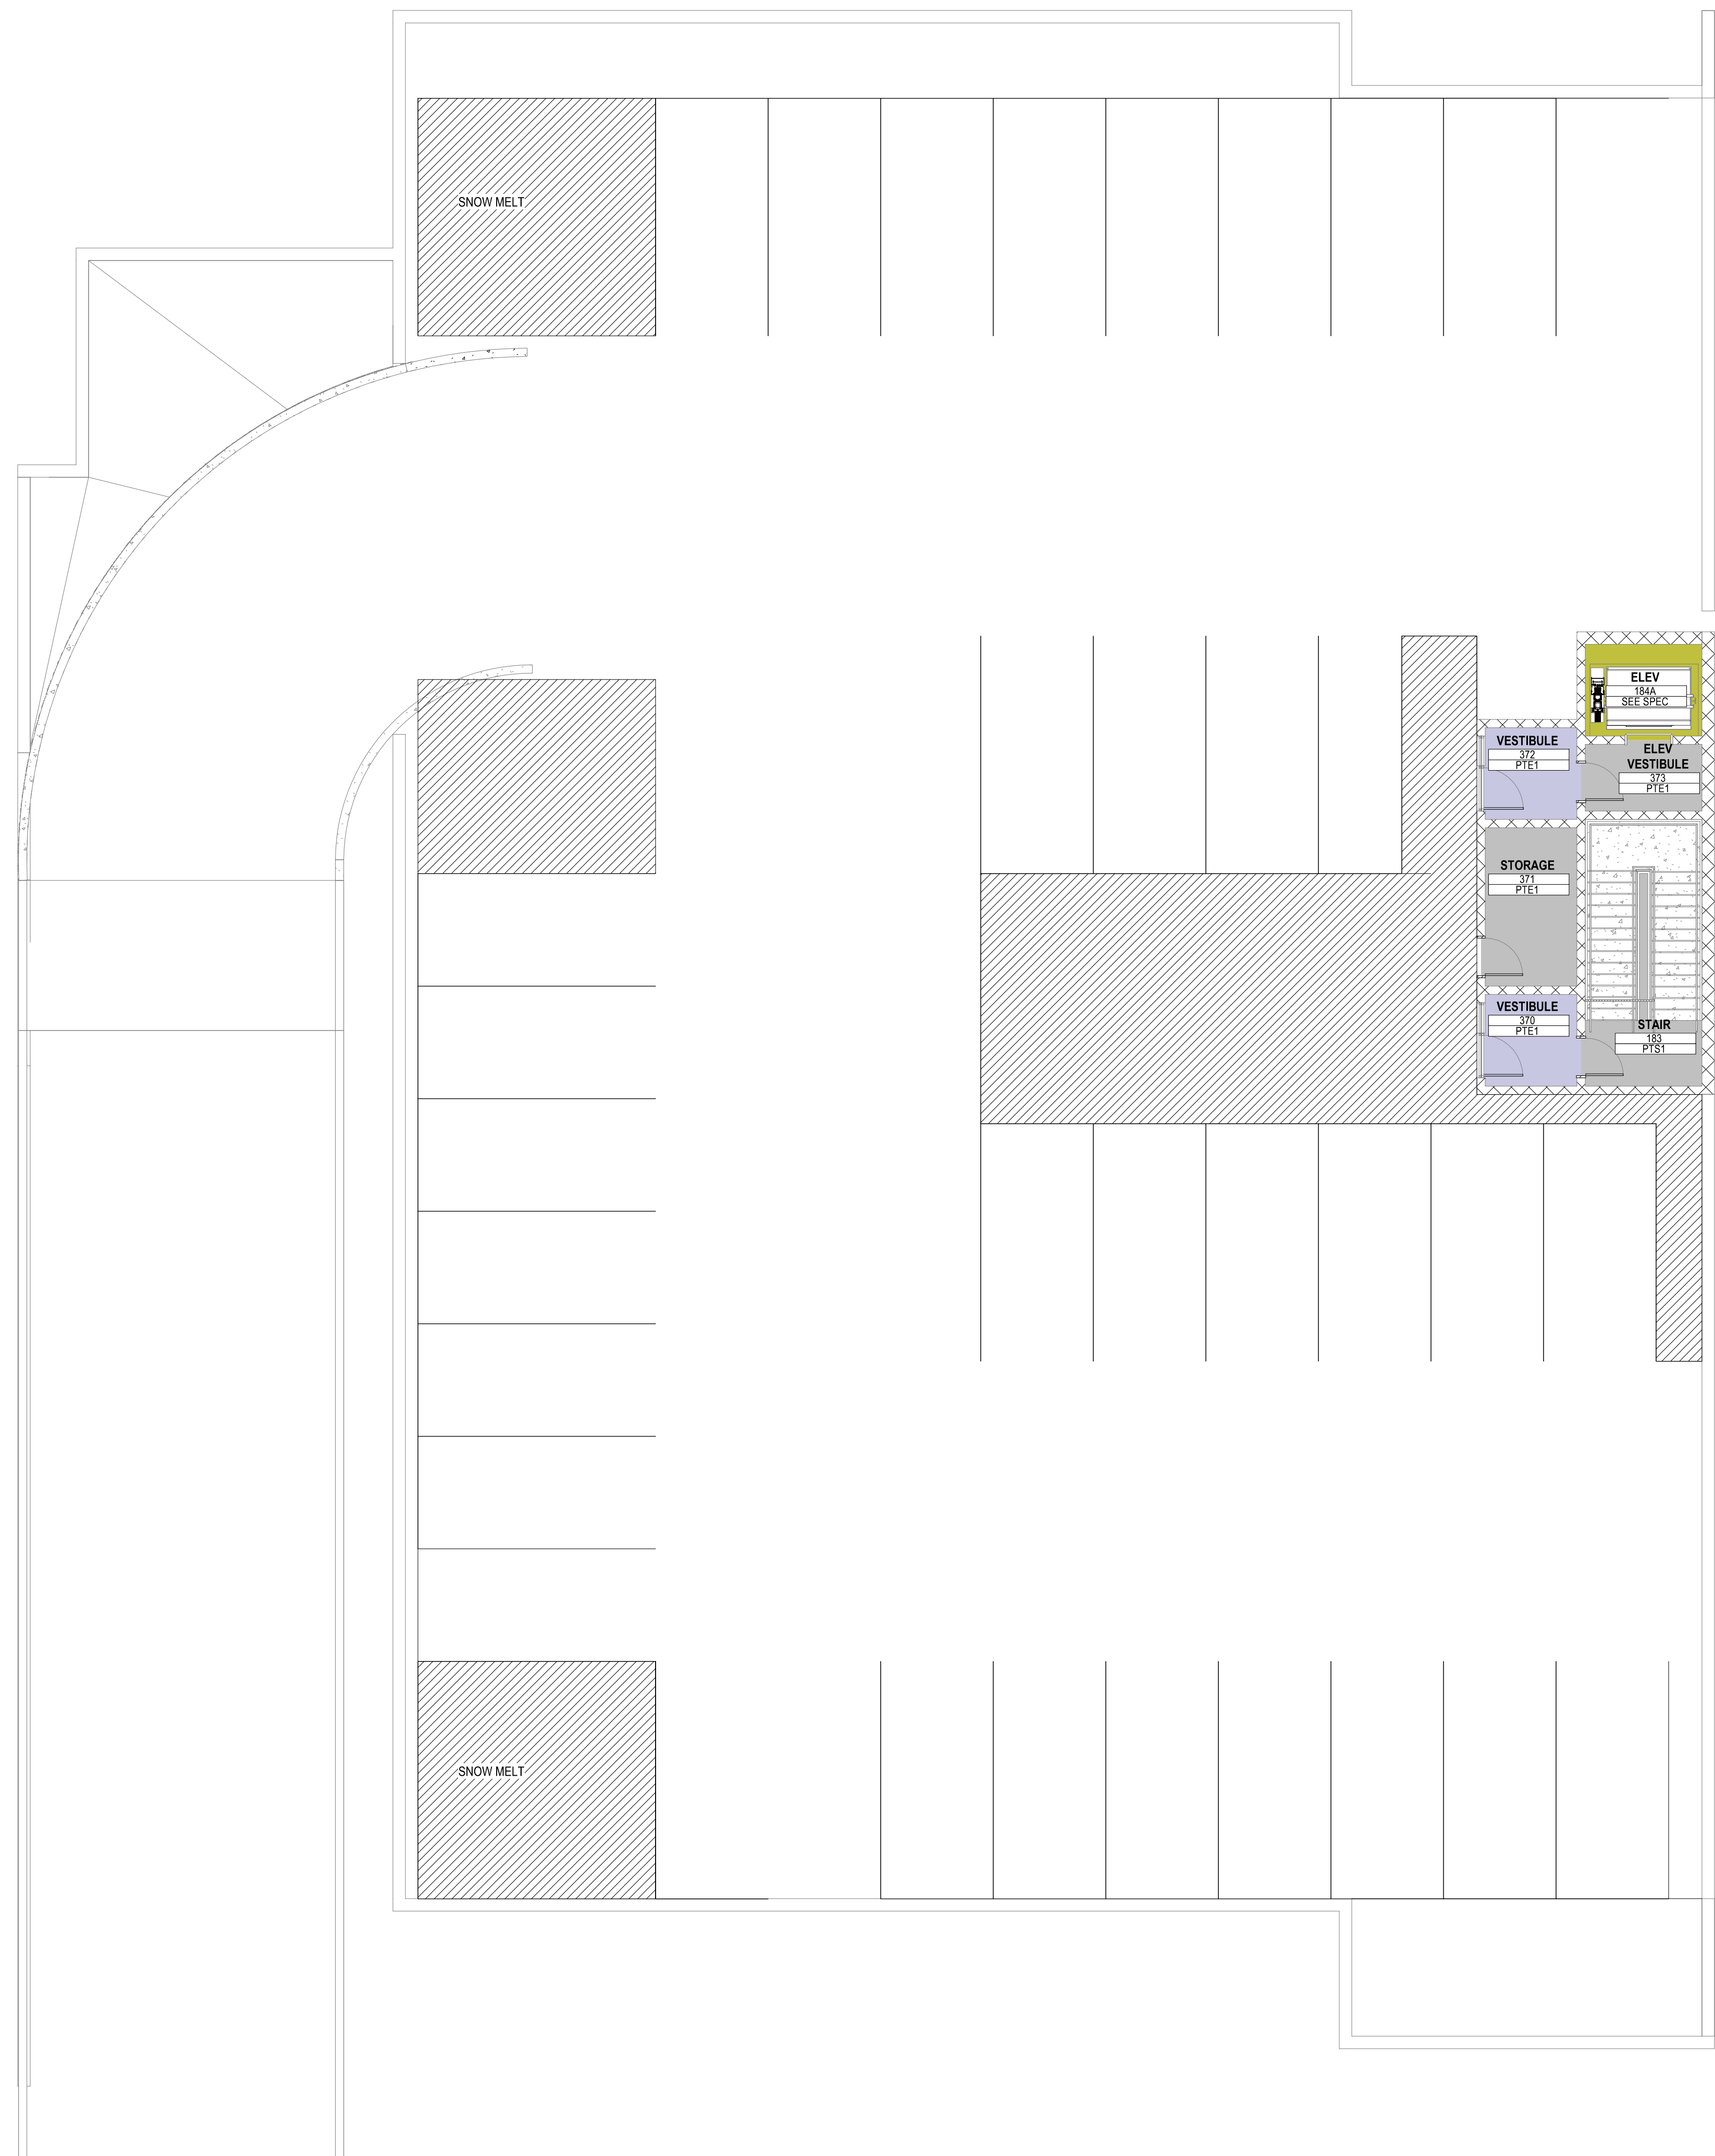 SNOW MELT
ELEV
184A
SEE SPEC
VESTIBULE
372
PTE1
ELEV
VESTIBULE
373
PTE1
STORAGE
371
PTE1
VESTIBULE
370
PTE1
STAIR
183
PTS1
SNOW MELT